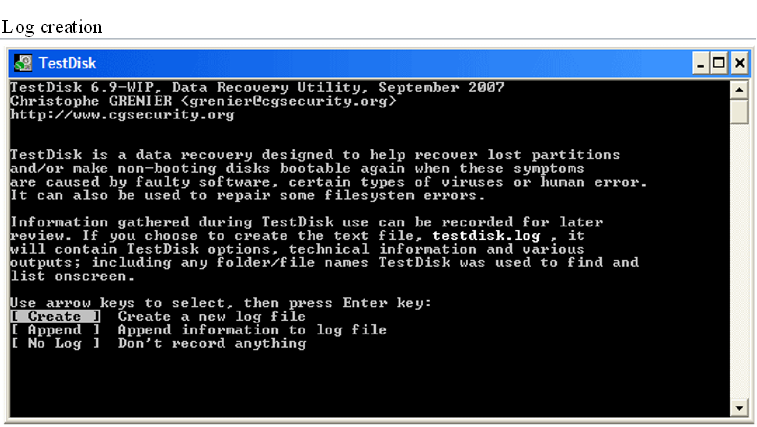 Log creation
TestDisk
TestDisk 6.9-WIP, Data Recovery Utility, September 2007
Christophe GRENIER <grenier@cgsecurity.org>
http://www.cgsecurity.org
TestDisk is a data recovery designed to help recover lost partitions
and/or make non-booting disks bootable again when these symptoms
are caused by faulty software, certain types of viruses or human error.
It can also be used to repair some filesystem errors.
Information gathered during TestDisk use can be recorded for later
review. If you choose to create the text file, testdisk.log , it
will contain TestDisk options, technical information and various
outputs; including any folder/file names TestDisk was used to find and
list onscreen.
Use arrow keys to select, then press Enter key:
[ Create ]  Create a new log file
[ Append ]  Append information to log file
[ No Log ]  Don't record anything